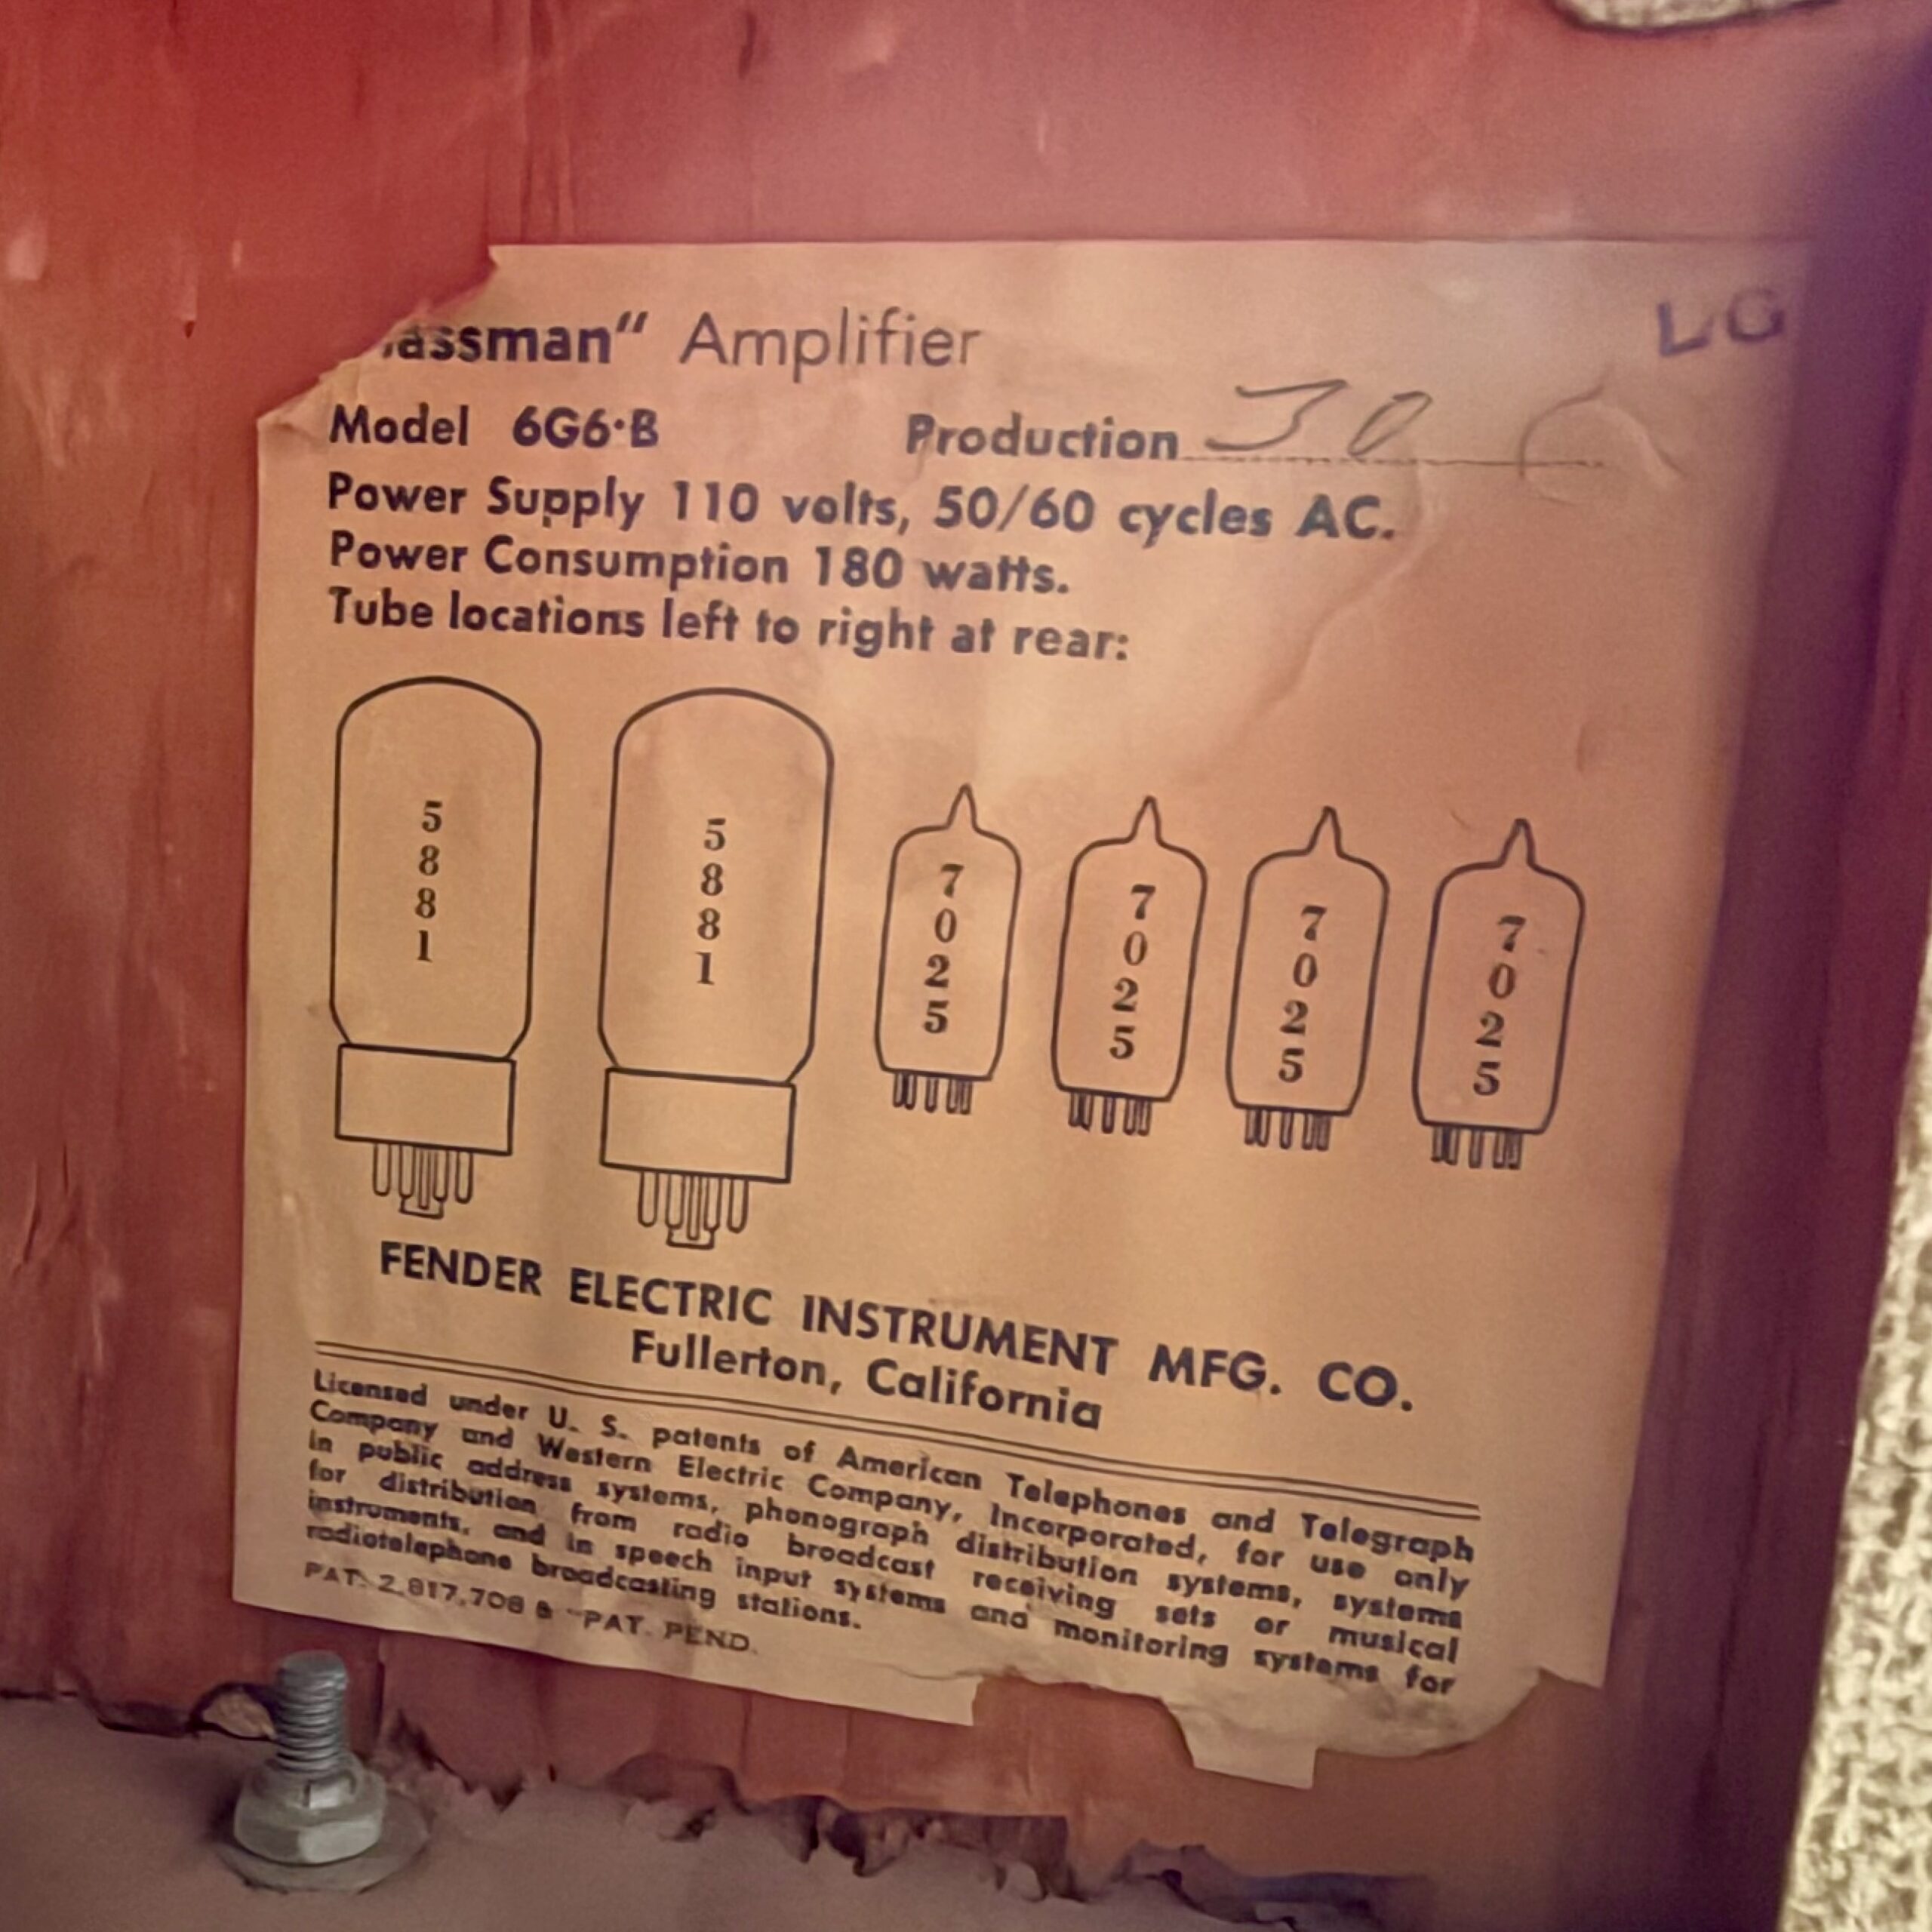 assman" Amplifier
LG
Model 6G6·B Production 30
Power Supply 110 volts, 50/60 cycles AC.
Power Consumption 180 watts.
Tube locations left to right at rear:
5881 5881 7025 7025 7025 7025
FENDER ELECTRIC INSTRUMENT MFG. CO.
Fullerton, California
Licensed under U. S. patents of American Telephones and Telegraph
Company and Western Electric Company, Incorporated, for use only
in public address systems, phonograph distribution systems, systems
for distribution from radio broadcast receiving sets or musical
instruments, and in speech input systems and monitoring systems for
radiotelephone broadcasting stations.
PAT. 2,817,708 & "PAT. PEND.